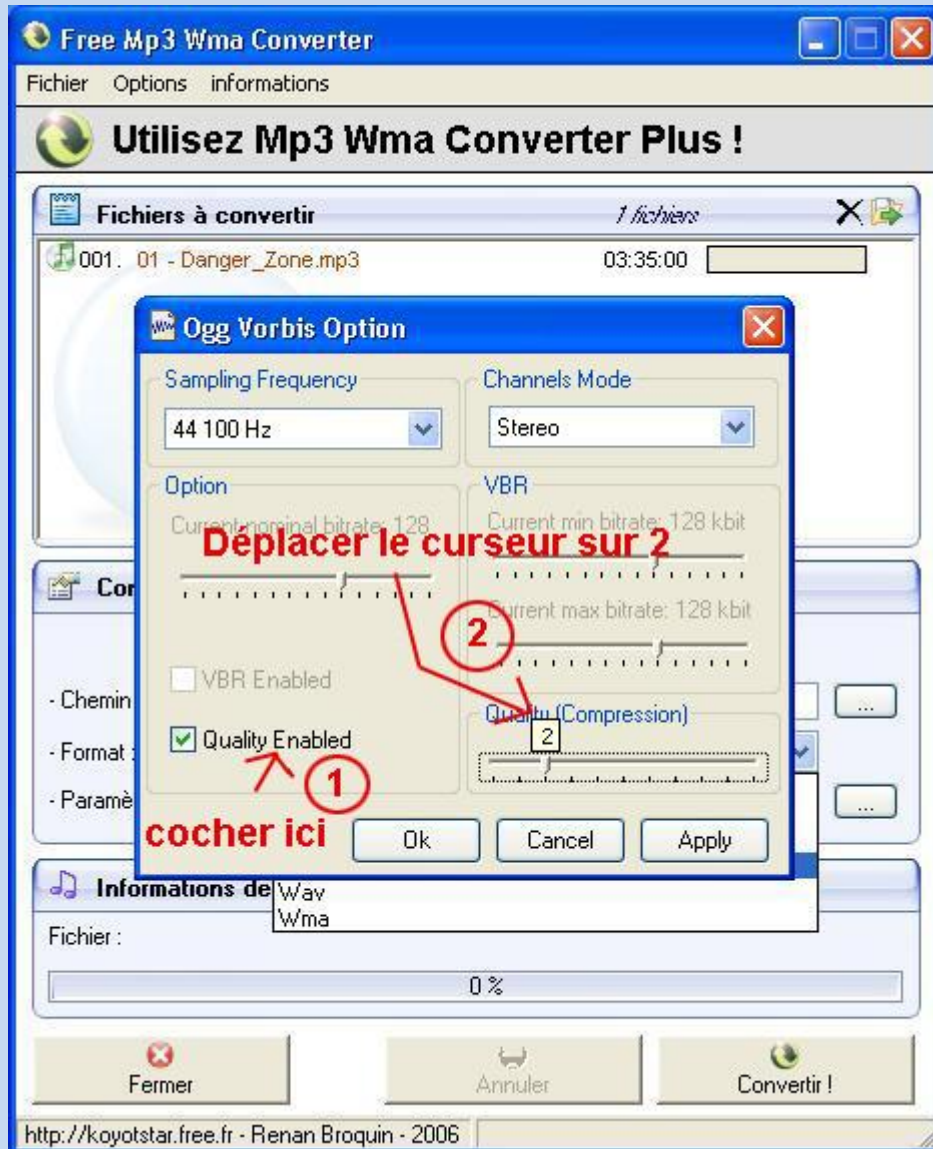 Free Mp3 Wma Converter
Fichier Options informations
Utilisez Mp3 Wma Converter Plus !
Fichiers à convertir 1 fichiers
001. 01 - Danger_Zone.mp3 03:35:00
Ogg Vorbis Option
Sampling Frequency Channels Mode
44 100 Hz Stereo
Option VBR
Current nominal bitrate: 128 Current min bitrate: 128 kbit
Déplacer le curseur sur 2
Current max bitrate: 128 kbit
2
VBR Enabled
- Chemin ...
Quality (Compression)
2
Quality Enabled
- Format :
1
- Paramè ...
cocher ici
Ok Cancel Apply
Informations de
Wav
Wma
Fichier :
0 %
Fermer Annuler Convertir !
http://koyotstar.free.fr - Renan Broquin - 2006